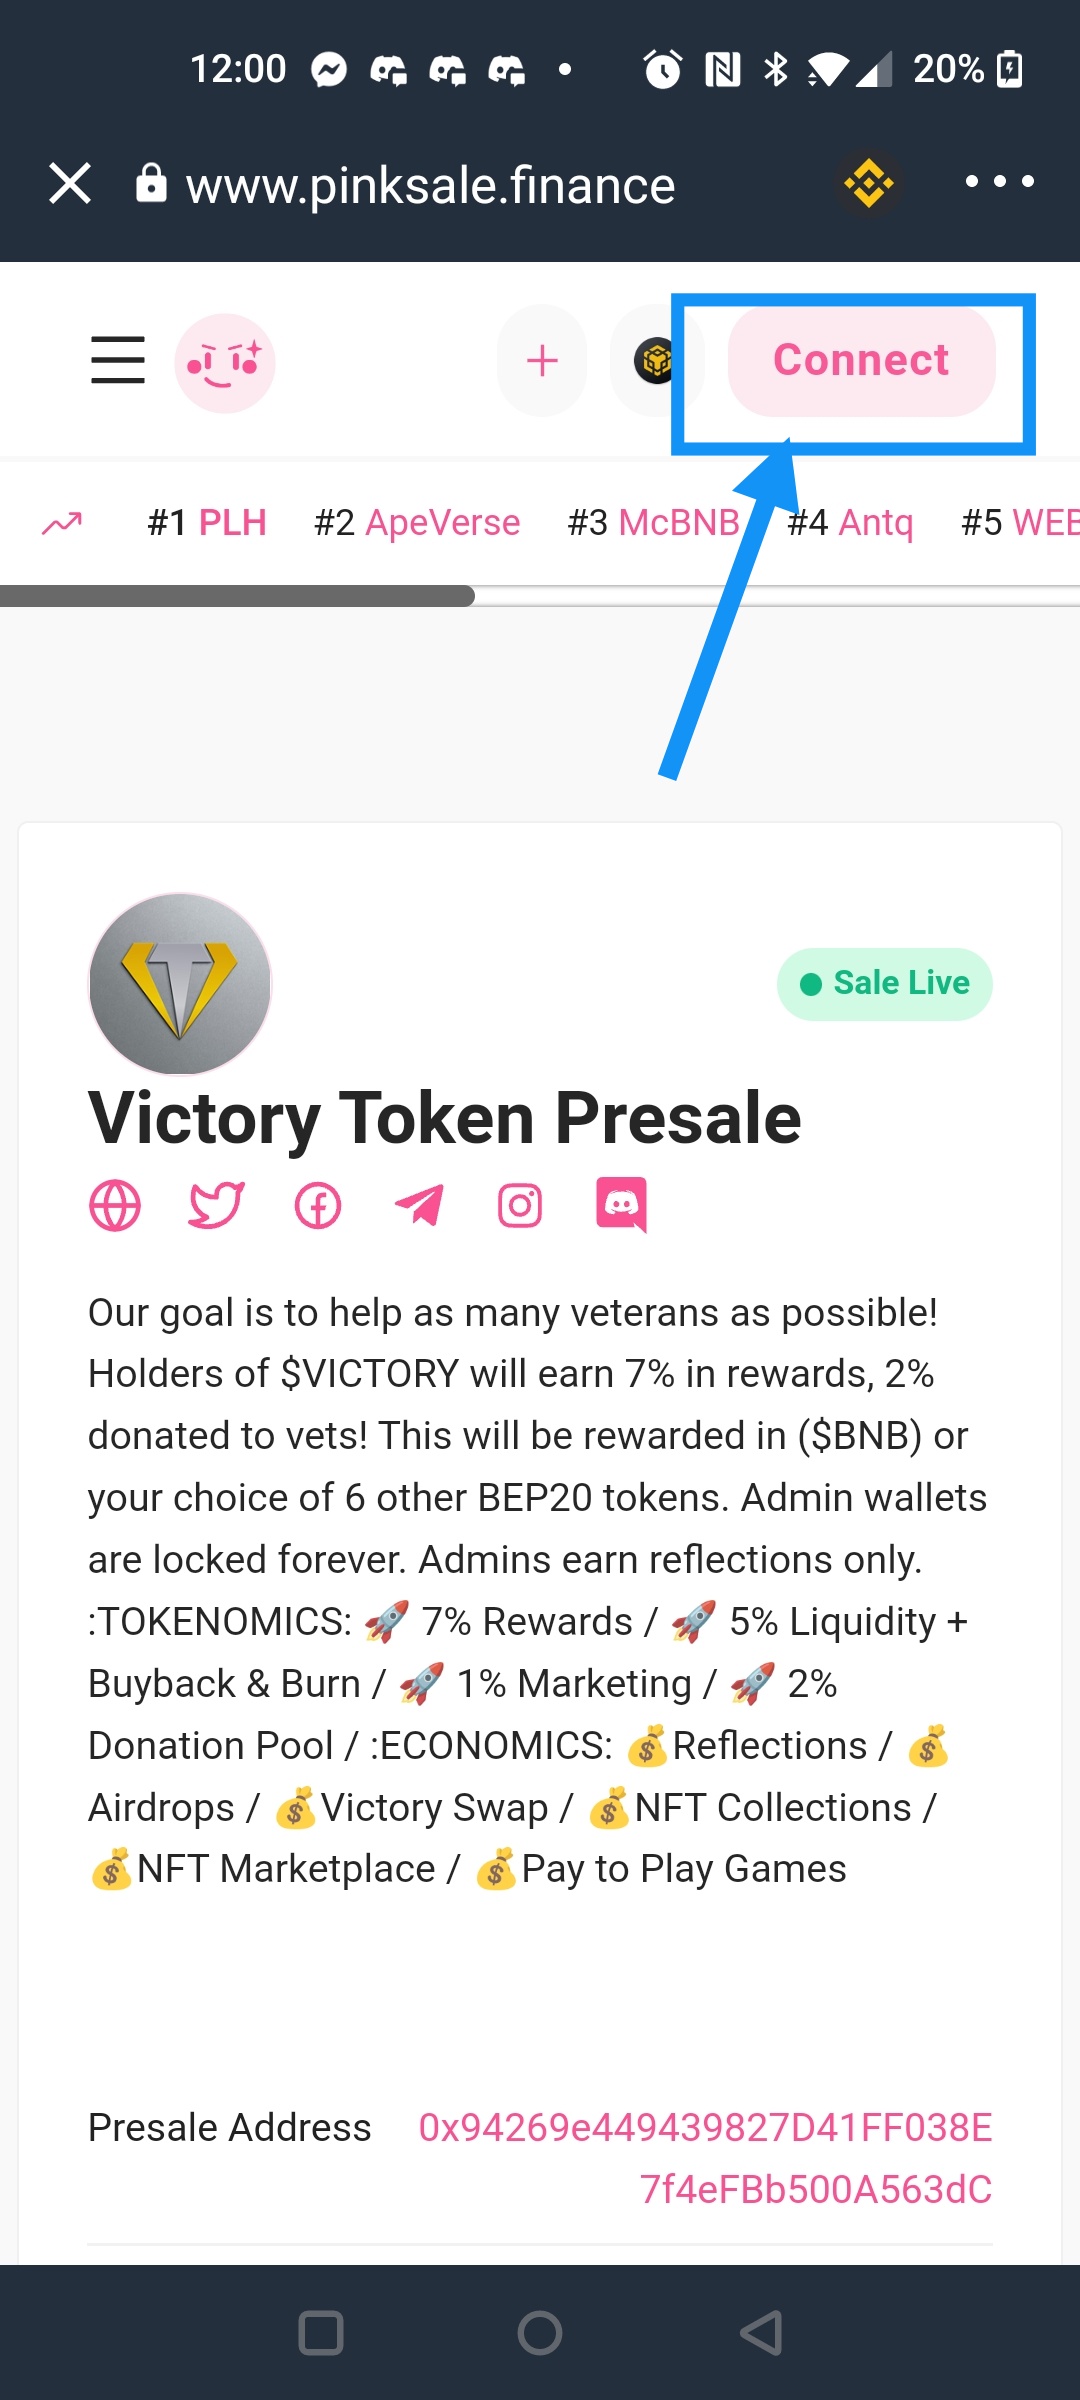 12:00
20%
www.pinksale.finance
Connect
#1 PLH #2 ApeVerse #3 McBNB #4 Antq #5 WEB
Sale Live
Victory Token Presale
Our goal is to help as many veterans as possible!
Holders of $VICTORY will earn 7% in rewards, 2%
donated to vets! This will be rewarded in ($BNB) or
your choice of 6 other BEP20 tokens. Admin wallets
are locked forever. Admins earn reflections only.
:TOKENOMICS: 🚀 7% Rewards / 🚀 5% Liquidity +
Buyback & Burn / 🚀 1% Marketing / 🚀 2%
Donation Pool / :ECONOMICS: 💰Reflections / 💰
Airdrops / 💰Victory Swap / 💰NFT Collections /
💰NFT Marketplace / 💰Pay to Play Games
Presale Address 0x94269e449439827D41FF038E
7f4eFBb500A563dC